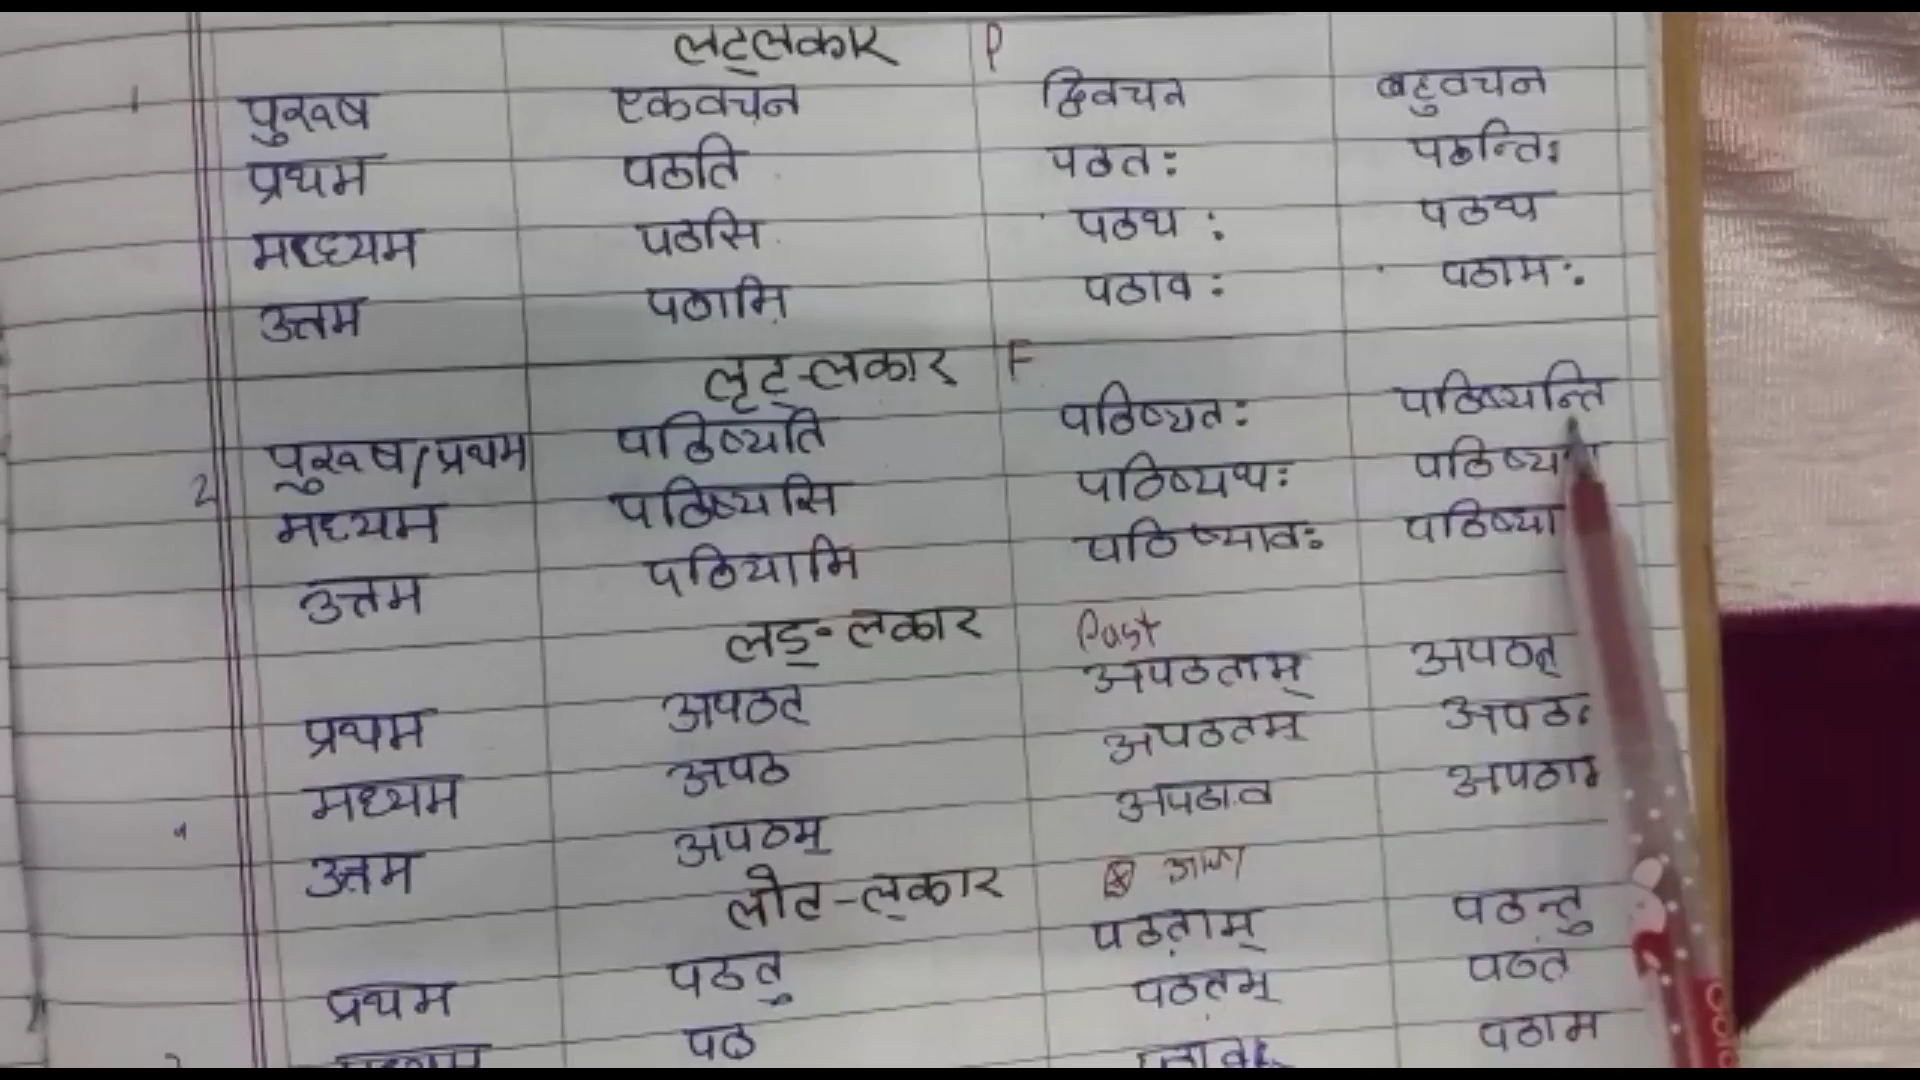 लट्लकार P
पुरूष एकवचन द्विवचन बहुवचन
प्रथम पठति पठतः पठन्तिः
मध्यम पठसि पठथः पठथ
उत्तम पठामि पठावः पठामः
लृट्-लकार F
पुरूष/प्रथम पठिष्यति पठिष्यतः पठिष्यन्ति
2 मध्यम पठिष्यसि पठिष्यथः
उत्तम पठियामि पठिष्यावः
लङ्-लकार Past
प्रथम अपठत् अपठताम् अपठत्
मध्यम अपठ अपठतम् अपठः
उत्तम अपठम् अपठाव
लोट-लकार
प्रथम पठतु पठताम् पठन्तु
पठ पठतम् पठत
पठाम